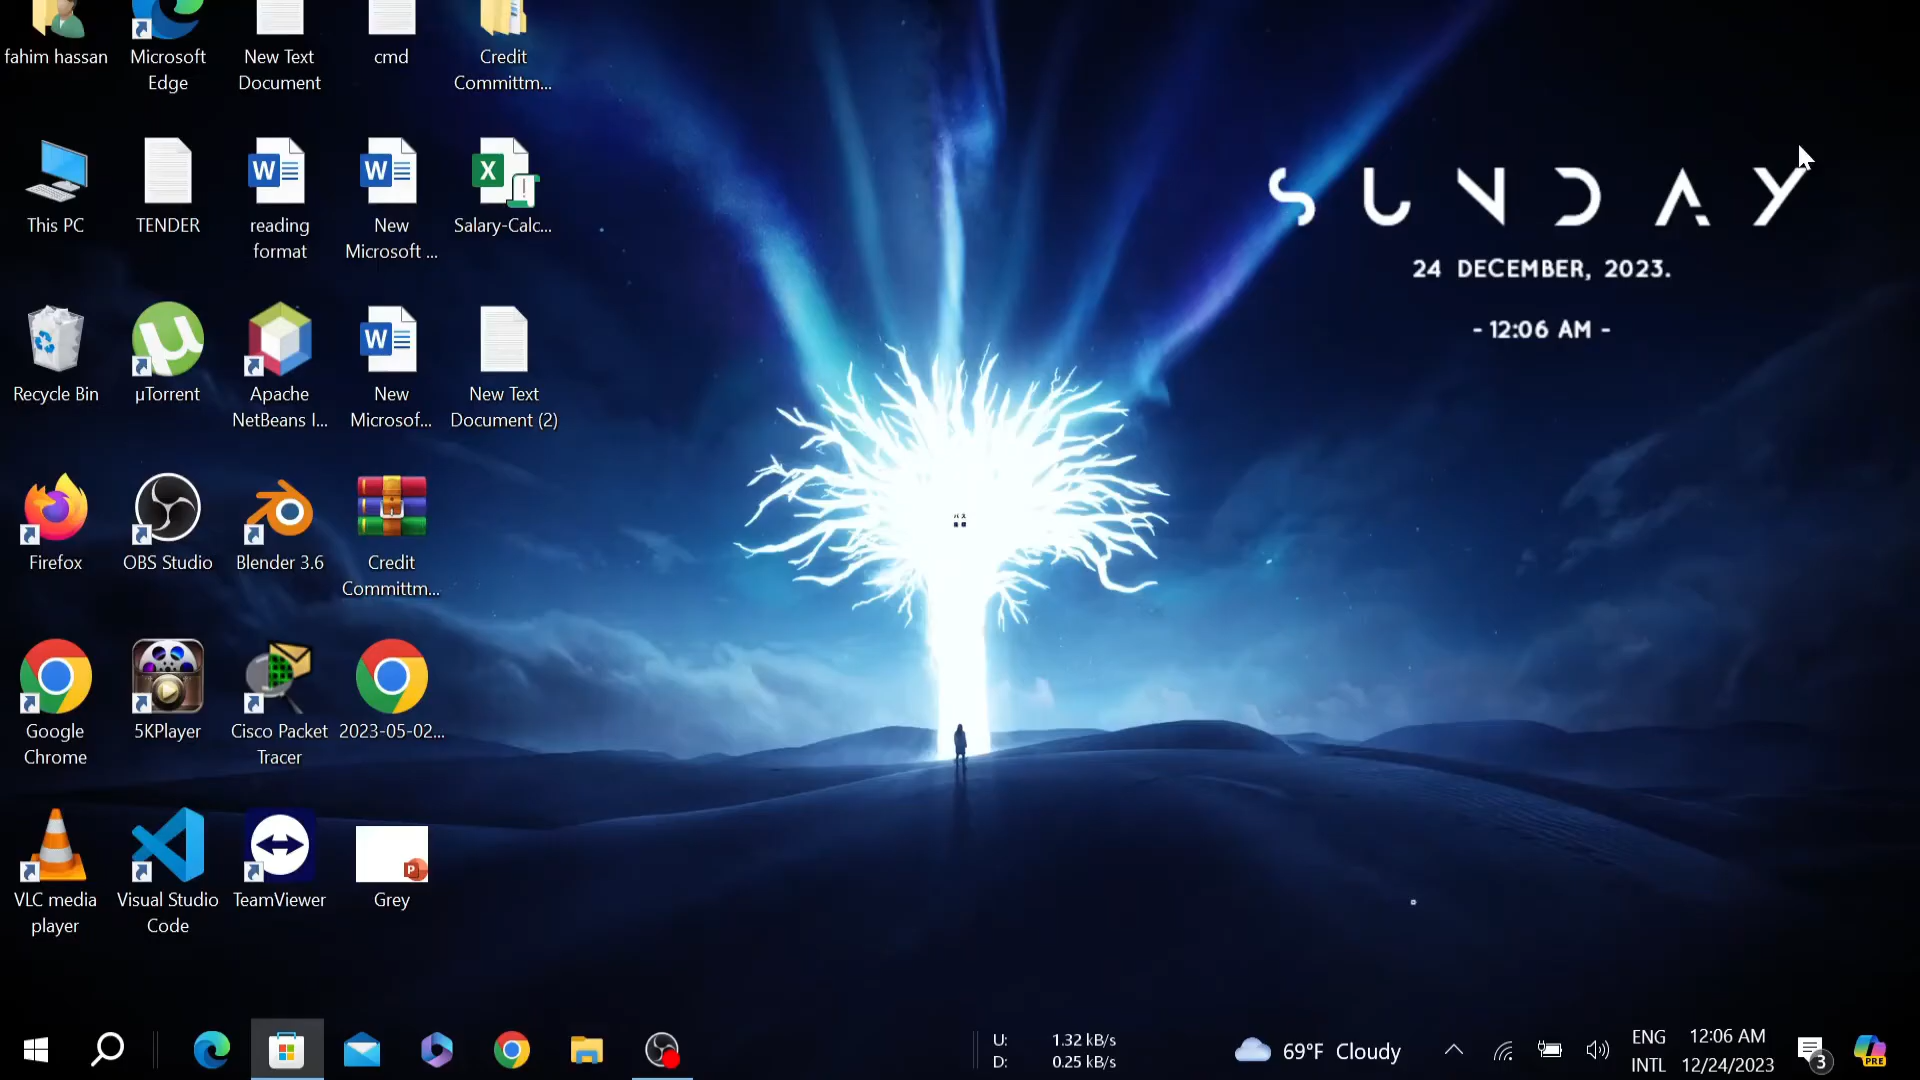 fahim hassan
Microsoft
Edge
New Text
Document
cmd
Credit
Committm...
This PC
TENDER
reading
format
New
Microsoft ...
Salary-Calc...
Recycle Bin
µTorrent
Apache
NetBeans I...
New
Microsof...
New Text
Document (2)
Firefox
OBS Studio
Blender 3.6
Credit
Committm...
Google
Chrome
5KPlayer
Cisco Packet
Tracer
2023-05-02...
VLC media
player
Visual Studio
Code
TeamViewer
Grey
SUNDAY
24 DECEMBER, 2023.
- 12:06 AM -
U: 1.32 kB/s
D: 0.25 kB/s
69°F Cloudy
ENG
INTL
12:06 AM
12/24/2023
3
PRE